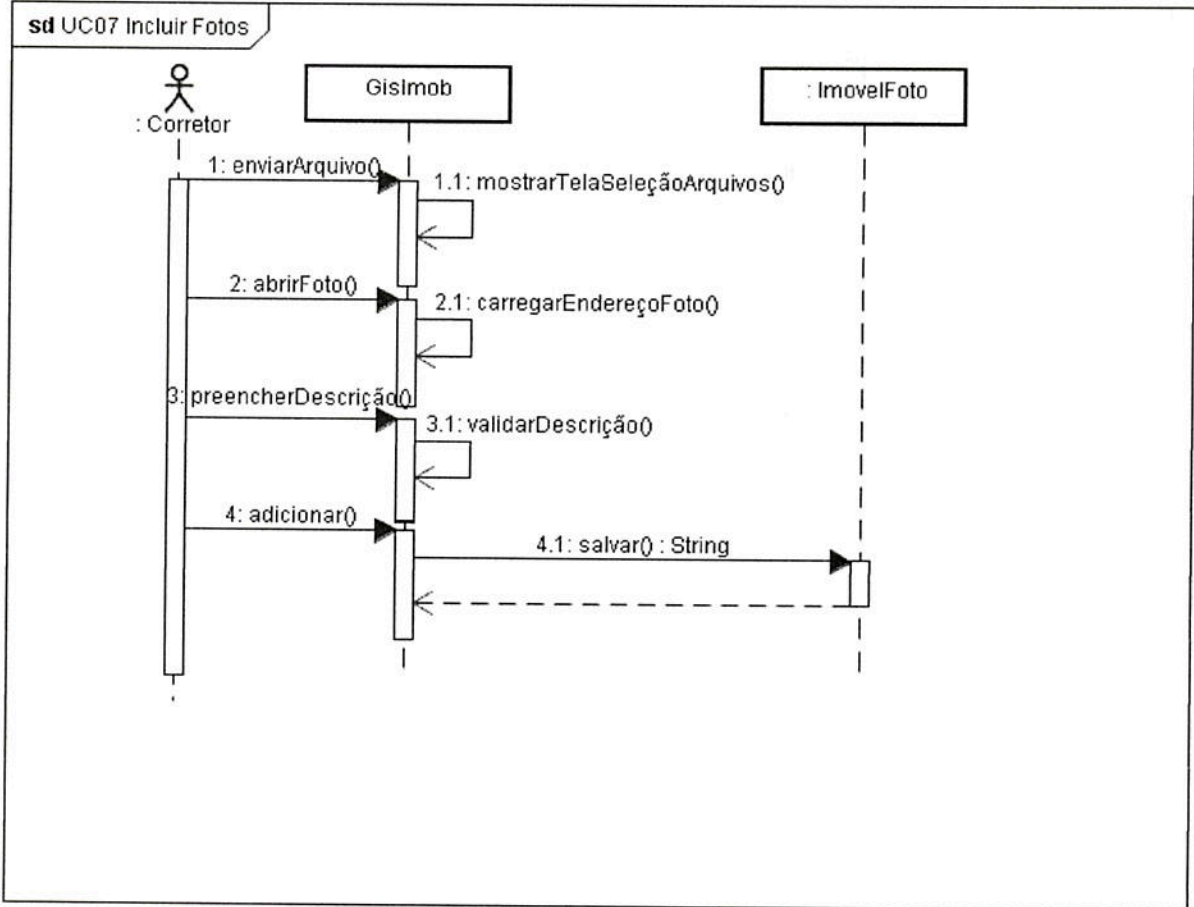 sd UC07 Incluir Fotos
: Corretor
GisImob
: ImovelFoto
1: enviarArquivo()
1.1: mostrarTelaSeleçãoArquivos()
2: abrirFoto()
2.1: carregarEndereçoFoto()
3: preencherDescrição()
3.1: validarDescrição()
4: adicionar()
4.1: salvar() : String